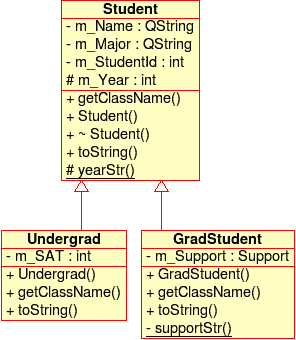 Student
- m_Name : QString
- m_Major : QString
- m_StudentId : int
# m_Year : int
+ getClassName()
+ Student()
+ ~ Student()
+ toString()
# yearStr()
Undergrad
- m_SAT : int
+ Undergrad()
+ getClassName()
+ toString()
GradStudent
- m_Support : Support
+ GradStudent()
+ getClassName()
+ toString()
- supportStr()